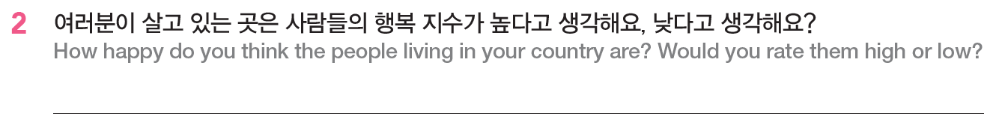 2 여러분이 살고 있는 곳은 사람들의 행복 지수가 높다고 생각해요, 낮다고 생각해요?
How happy do you think the people living in your country are? Would you rate them high or low?